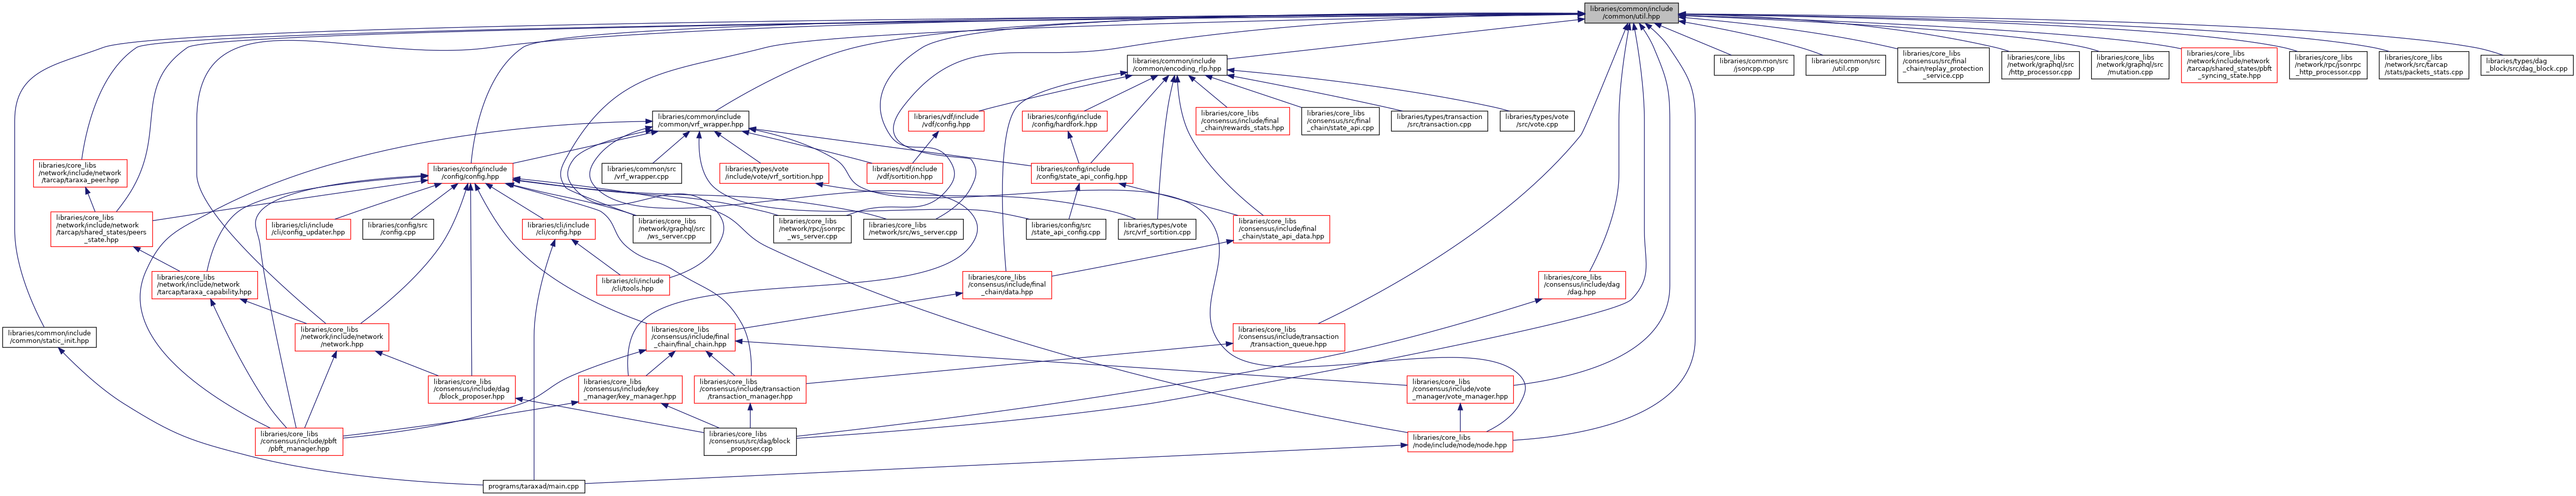 libraries/common/include
/common/util.hpp
libraries/common/include
/common/encoding_rlp.hpp
libraries/common/src
/jsoncpp.cpp
libraries/common/src
/util.cpp
libraries/core_libs
/consensus/src/final
_chain/replay_protection
_service.cpp
libraries/core_libs
/network/graphql/src
/http_processor.cpp
libraries/core_libs
/network/graphql/src
/mutation.cpp
libraries/core_libs
/network/include/network
/tarcap/shared_states/pbft
_syncing_state.hpp
libraries/core_libs
/network/rpc/jsonrpc
_http_processor.cpp
libraries/core_libs
/network/src/tarcap
/stats/packets_stats.cpp
libraries/types/dag
_block/src/dag_block.cpp
libraries/common/include
/common/vrf_wrapper.hpp
libraries/vdf/include
/vdf/config.hpp
libraries/config/include
/config/hardfork.hpp
libraries/core_libs
/consensus/include/final
_chain/rewards_stats.hpp
libraries/core_libs
/consensus/src/final
_chain/state_api.cpp
libraries/types/transaction
/src/transaction.cpp
libraries/types/vote
/src/vote.cpp
libraries/core_libs
/network/include/network
/tarcap/taraxa_peer.hpp
libraries/config/include
/config/config.hpp
libraries/common/src
/vrf_wrapper.cpp
libraries/types/vote
/include/vote/vrf_sortition.hpp
libraries/vdf/include
/vdf/sortition.hpp
libraries/config/include
/config/state_api_config.hpp
libraries/core_libs
/network/include/network
/tarcap/shared_states/peers
_state.hpp
libraries/cli/include
/cli/config_updater.hpp
libraries/config/src
/config.cpp
libraries/cli/include
/cli/config.hpp
libraries/core_libs
/network/graphql/src
/ws_server.cpp
libraries/core_libs
/network/rpc/jsonrpc
_ws_server.cpp
libraries/core_libs
/network/src/ws_server.cpp
libraries/config/src
/state_api_config.cpp
libraries/types/vote
/src/vrf_sortition.cpp
libraries/core_libs
/consensus/include/final
_chain/state_api_data.hpp
libraries/core_libs
/network/include/network
/tarcap/taraxa_capability.hpp
libraries/cli/include
/cli/tools.hpp
libraries/core_libs
/consensus/include/final
_chain/data.hpp
libraries/core_libs
/consensus/include/dag
/dag.hpp
libraries/common/include
/common/static_init.hpp
libraries/core_libs
/network/include/network
/network.hpp
libraries/core_libs
/consensus/include/final
_chain/final_chain.hpp
libraries/core_libs
/consensus/include/transaction
/transaction_queue.hpp
libraries/core_libs
/consensus/include/dag
/block_proposer.hpp
libraries/core_libs
/consensus/include/key
_manager/key_manager.hpp
libraries/core_libs
/consensus/include/transaction
/transaction_manager.hpp
libraries/core_libs
/consensus/include/vote
_manager/vote_manager.hpp
libraries/core_libs
/consensus/include/pbft
/pbft_manager.hpp
libraries/core_libs
/consensus/src/dag/block
_proposer.cpp
libraries/core_libs
/node/include/node/node.hpp
programs/taraxad/main.cpp